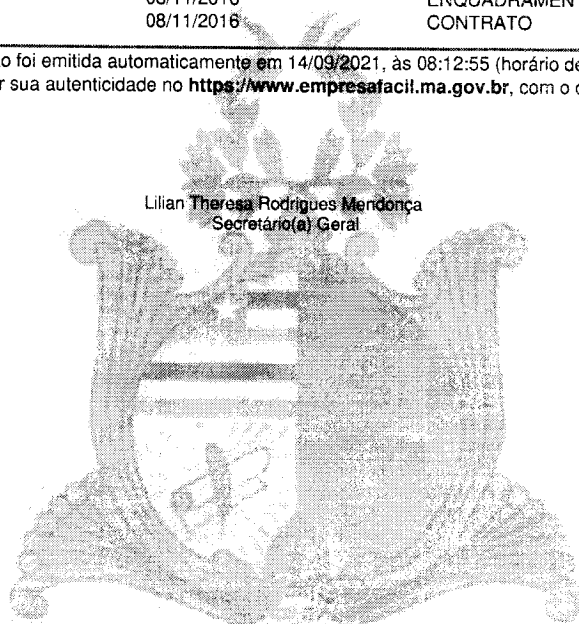 08/11/2016
CONTRATO
o foi emitida automaticamente em 14/09/2021, às 08:12:55 (horário de
r sua autenticidade no https://www.empresafacil.ma.gov.br, com o
Lilian Theresa Rodrigues Mendonça
Secretário(a) Geral